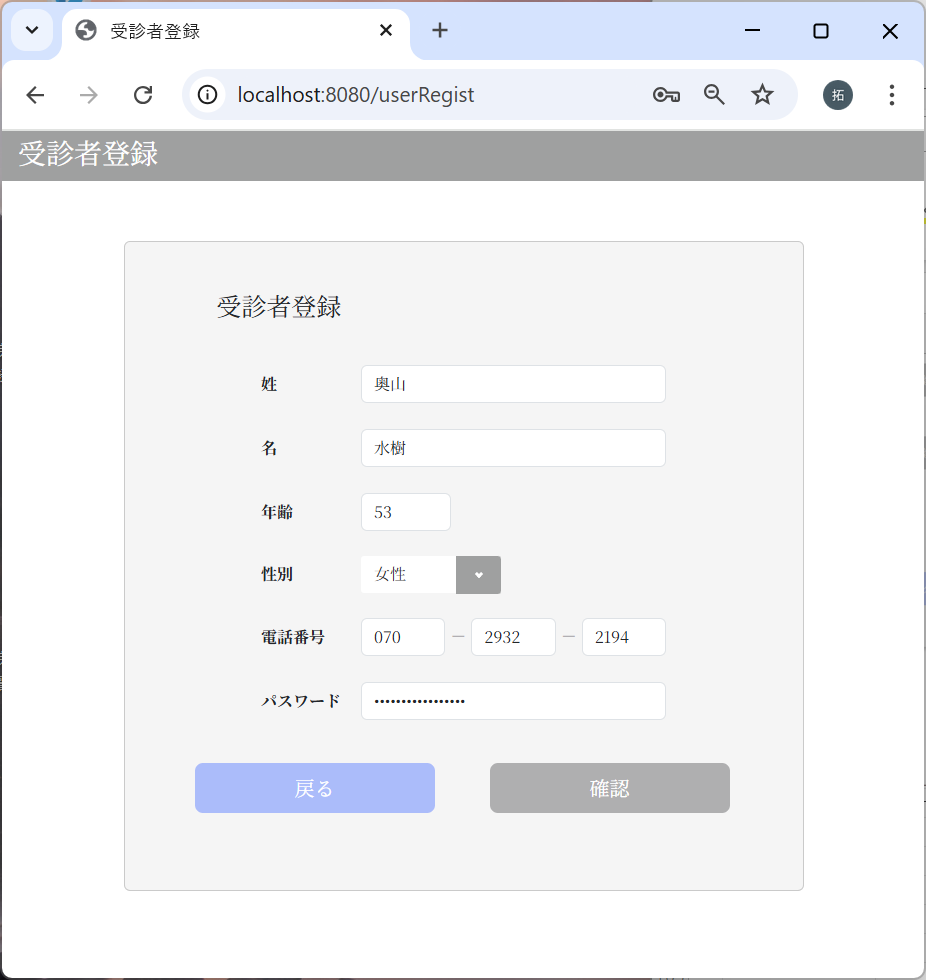 受診者登録
localhost:8080/userRegist
拓
受診者登録
受診者登録
姓 奥山
名 水樹
年齢 53
性別 女性
電話番号 070 － 2932 － 2194
パスワード •••••••••••••••••
戻る 確認